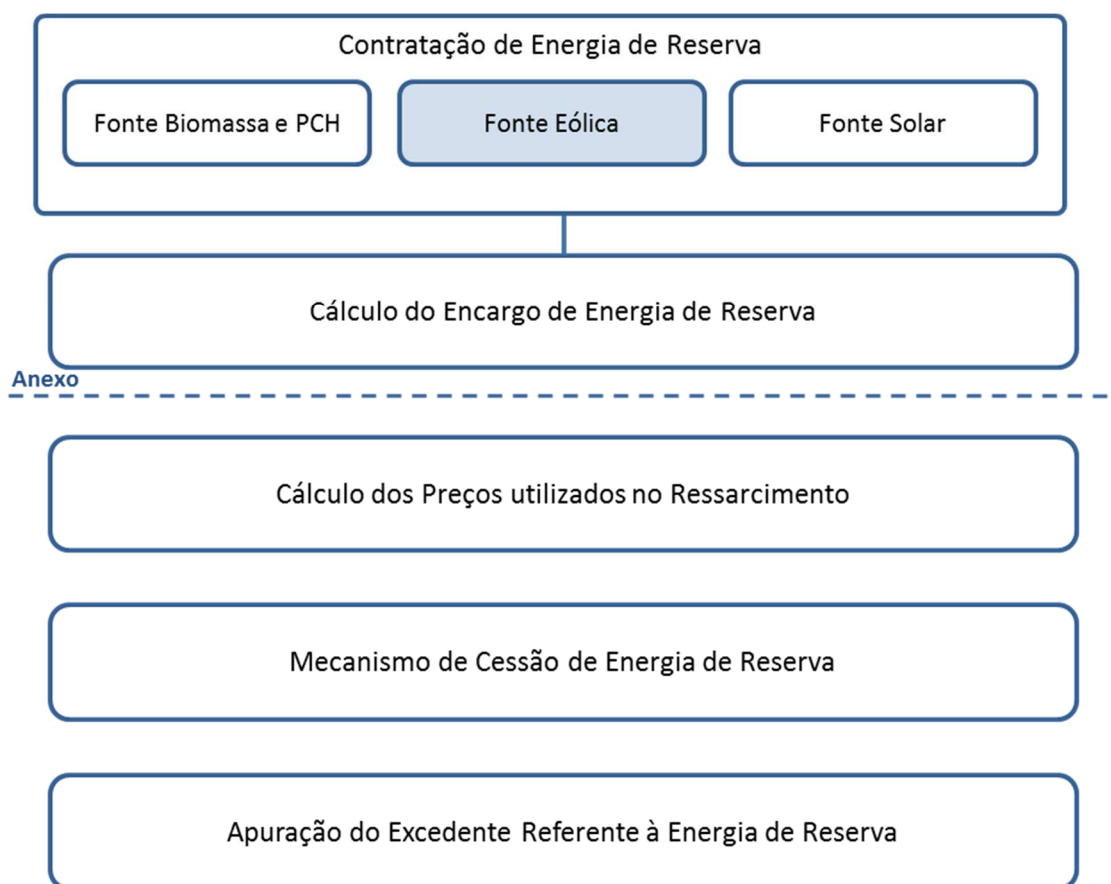 Contratação de Energia de Reserva
Fonte Biomassa e PCH
Fonte Eólica
Fonte Solar
Cálculo do Encargo de Energia de Reserva
Anexo
Cálculo dos Preços utilizados no Ressarcimento
Mecanismo de Cessão de Energia de Reserva
Apuração do Excedente Referente à Energia de Reserva